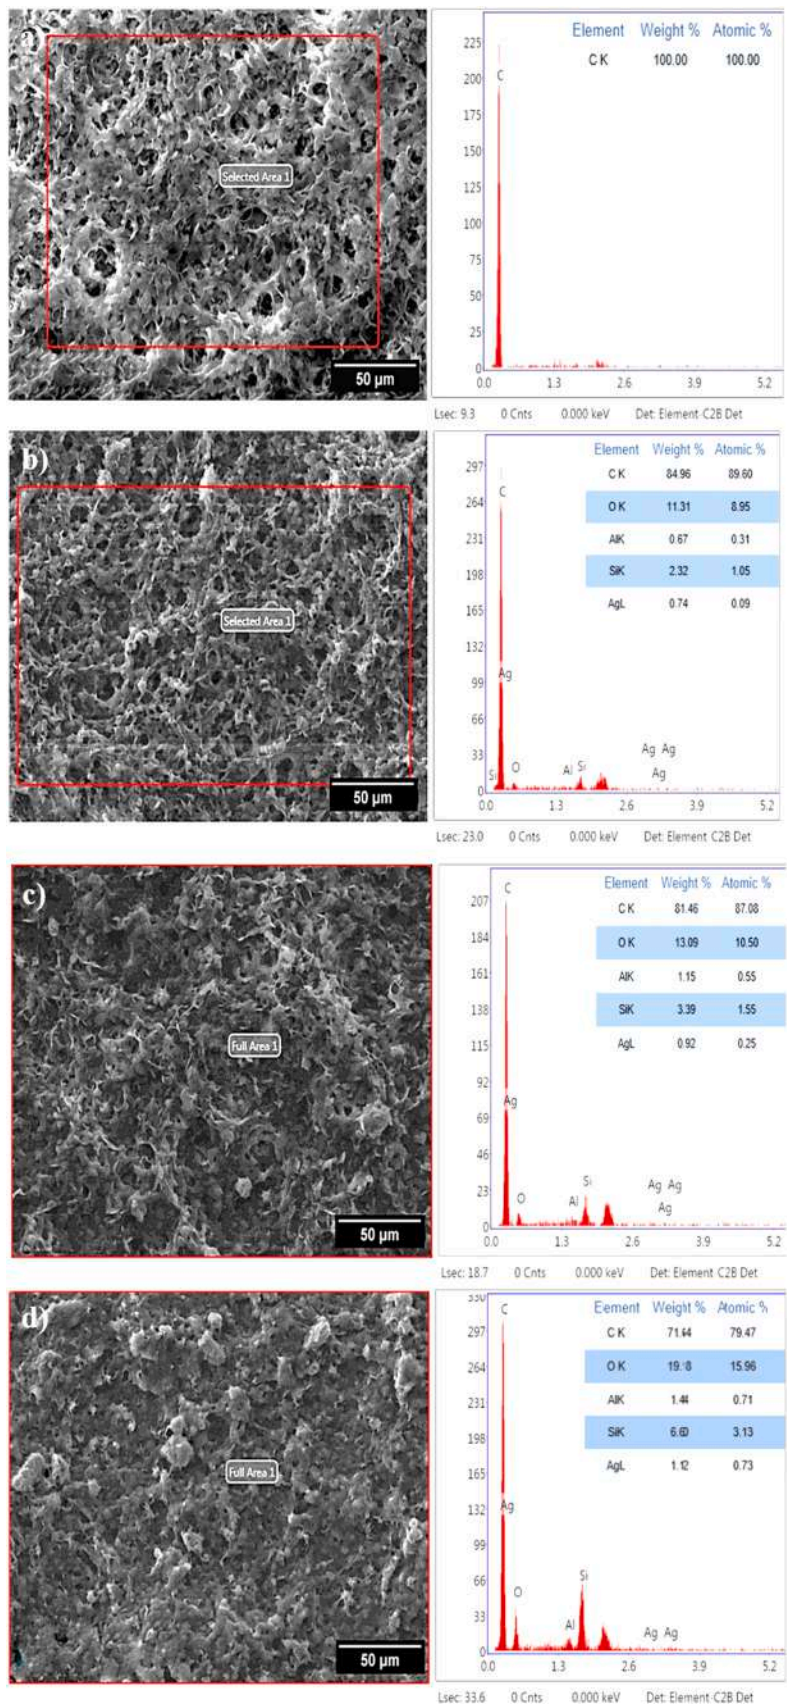 a)
Selected Area 1
50 µm
Element Weight % Atomic %
C K 100.00 100.00
225
200
175
150
125
100
75
50
25
0
C
0.0 1.3 2.6 3.9 5.2
Lsec: 9.3 0 Cnts 0.000 keV Det: Element-C2B Det
b)
Selected Area 1
50 µm
Element Weight % Atomic %
C K 84.96 89.60
O K 11.31 8.95
AlK 0.67 0.31
SiK 2.32 1.05
AgL 0.74 0.09
297
264
231
198
165
132
99
66
33
0
C
Ag
Si O Al Si Ag Ag
Ag
0.0 1.3 2.6 3.9 5.2
Lsec: 23.0 0 Cnts 0.000 keV Det: Element-C2B Det
c)
Full Area 1
50 µm
Element Weight % Atomic %
C K 81.46 87.08
O K 13.09 10.50
AlK 1.15 0.55
SiK 3.39 1.55
AgL 0.92 0.25
207
184
161
138
115
92
69
46
23
0
C
Ag
O Al Si Ag Ag
Ag
0.0 1.3 2.6 3.9 5.2
Lsec: 18.7 0 Cnts 0.000 keV Det: Element-C2B Det
d)
Full Area 1
50 µm
Element Weight % Atomic %
C K 71.64 79.47
O K 19.18 15.96
AlK 1.44 0.71
SiK 6.60 3.13
AgL 1.12 0.73
330
297
264
231
198
165
132
99
66
33
0
C
Ag
O Al Si Ag Ag
0.0 1.3 2.6 3.9 5.2
Lsec: 33.6 0 Cnts 0.000 keV Det: Element-C2B Det